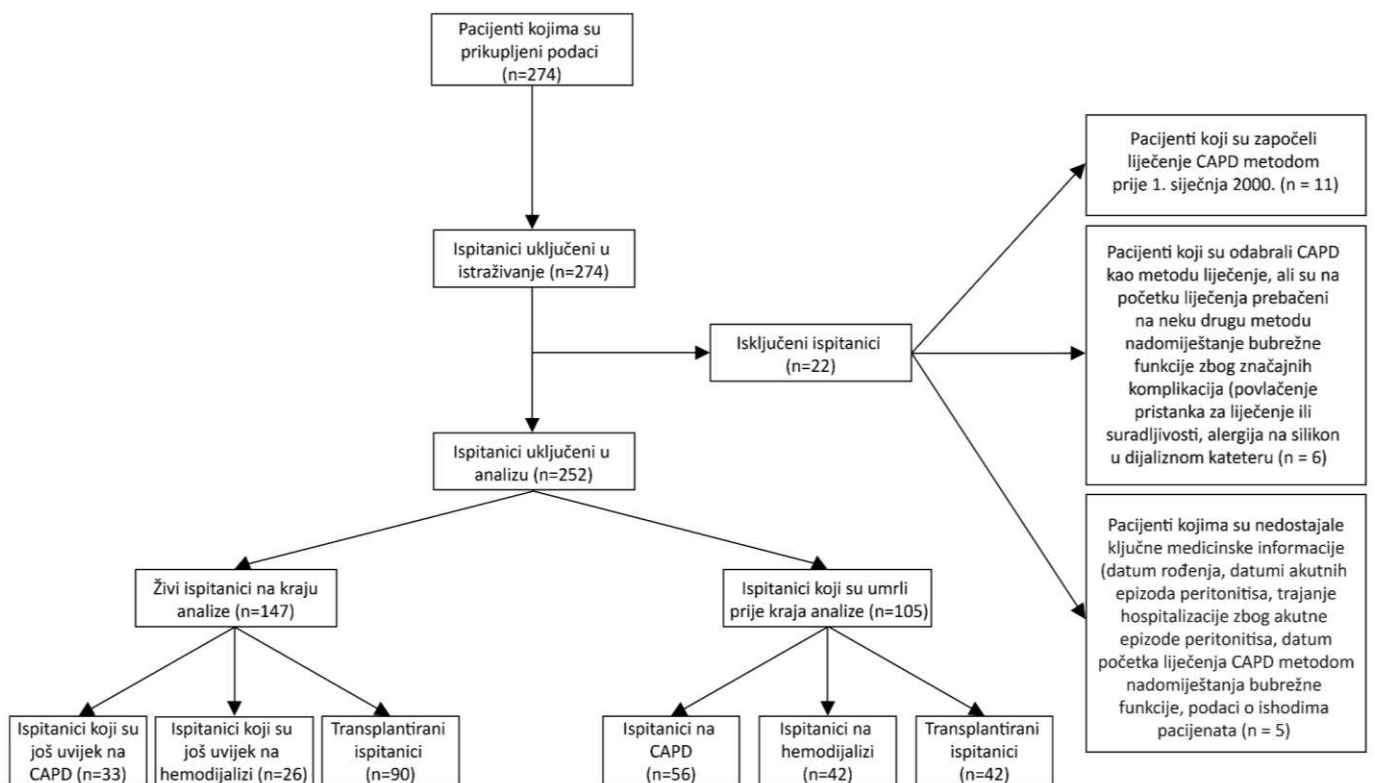 Pacijenti kojima su
prikupljeni podaci
(n=274)
Ispitanici uključeni u
istraživanje (n=274)
Isključeni ispitanici
(n=22)
Pacijenti koji su započeli
liječenje CAPD metodom
prije 1. siječnja 2000. (n = 11)
Pacijenti koji su odabrali CAPD
kao metodu liječenje, ali su na
početku liječenja prebačeni
na neku drugu metodu
nadomiještanje bubrežne
funkcije zbog značajnih
komplikacija (povlačenje
pristanka za liječenje ili
suradljivosti, alergija na silikon
u dijaliznom kateteru (n = 6)
Pacijenti kojima su nedostajale
ključne medicinske informacije
(datum rođenja, datumi akutnih
epizoda peritonitisa, trajanje
hospitalizacije zbog akutne
epizode peritonitisa, datum
početka liječenja CAPD metodom
nadomiještanja bubrežne
funkcije, podaci o ishodima
pacijenata (n = 5)
Ispitanici uključeni u
analizu (n=252)
Živi ispitanici na kraju
analize (n=147)
Ispitanici koji su umrli
prije kraja analize (n=105)
Ispitanici koji su
još uvijek na
CAPD (n=33)
Ispitanici koji su
još uvijek na
hemodijalizi (n=26)
Transplantirani
ispitanici
(n=90)
Ispitanici na
CAPD
(n=56)
Ispitanici na
hemodijalizi
(n=42)
Transplantirani
ispitanici
(n=42)